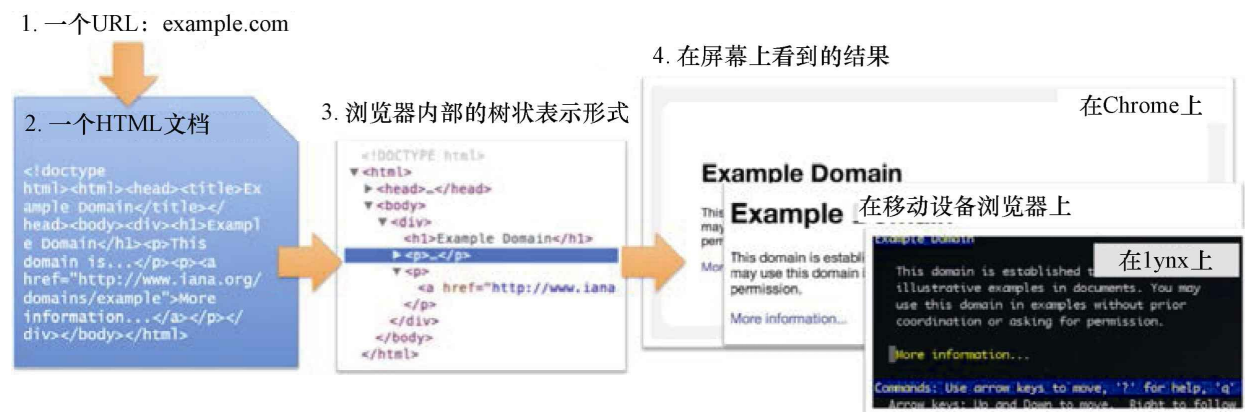 1. 一个URL：example.com
2. 一个HTML文档
<!doctype
html><html><head><title>Ex
ample Domain</title></
head><body><div><h1>Exampl
e Domain</h1><p>This
domain is...</p><p><a
href="http://www.iana.org/
domains/example">More
information...</a></p></
div></body></html>
3. 浏览器内部的树状表示形式
<!DOCTYPE html>
▼<html>
▶<head>…</head>
▼<body>
▼<div>
<h1>Example Domain</h1>
▶<p>…</p>
▼<p>
<a href="http://www.iana
</p>
</div>
</body>
</html>
4. 在屏幕上看到的结果
在Chrome上
Example Domain
This
may
per
Mor
在移动设备浏览器上
Example
This domain is establi
may use this domain i
permission.
More information...
在lynx上
Example Domain
This domain is established t
illustrative examples in documents. You may
use this domain in examples without prior
coordination or asking for permission.
More information...
Commands: Use arrow keys to move, '?' for help, 'q'
Arrow keys: Up and Down to move. Right to follow